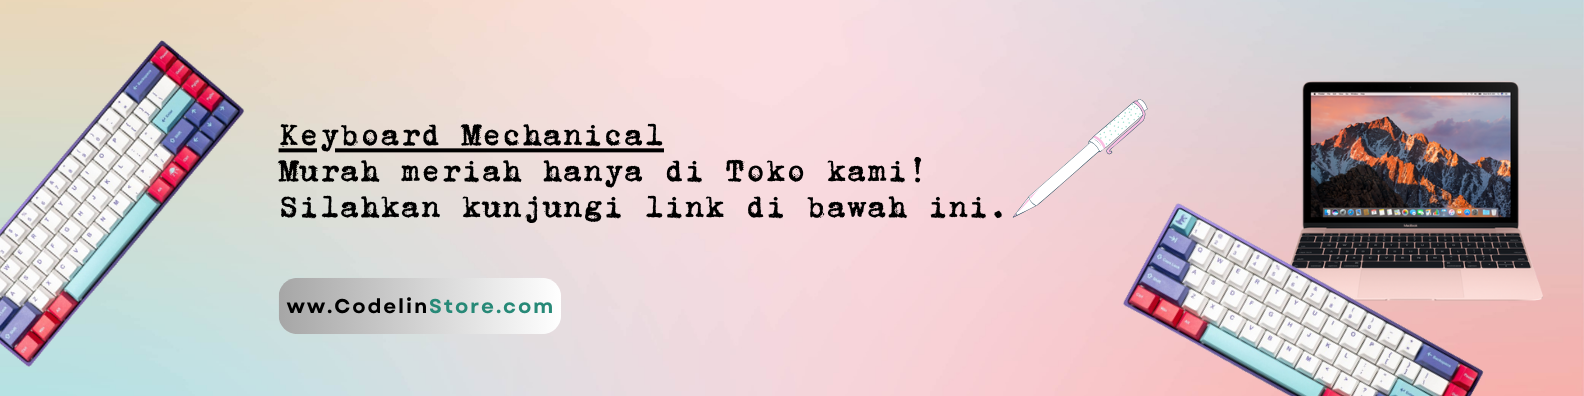 Keyboard Mechanical
Murah meriah hanya di Toko kami!
Silahkan kunjungi link di bawah ini.
ww.CodelinStore.com